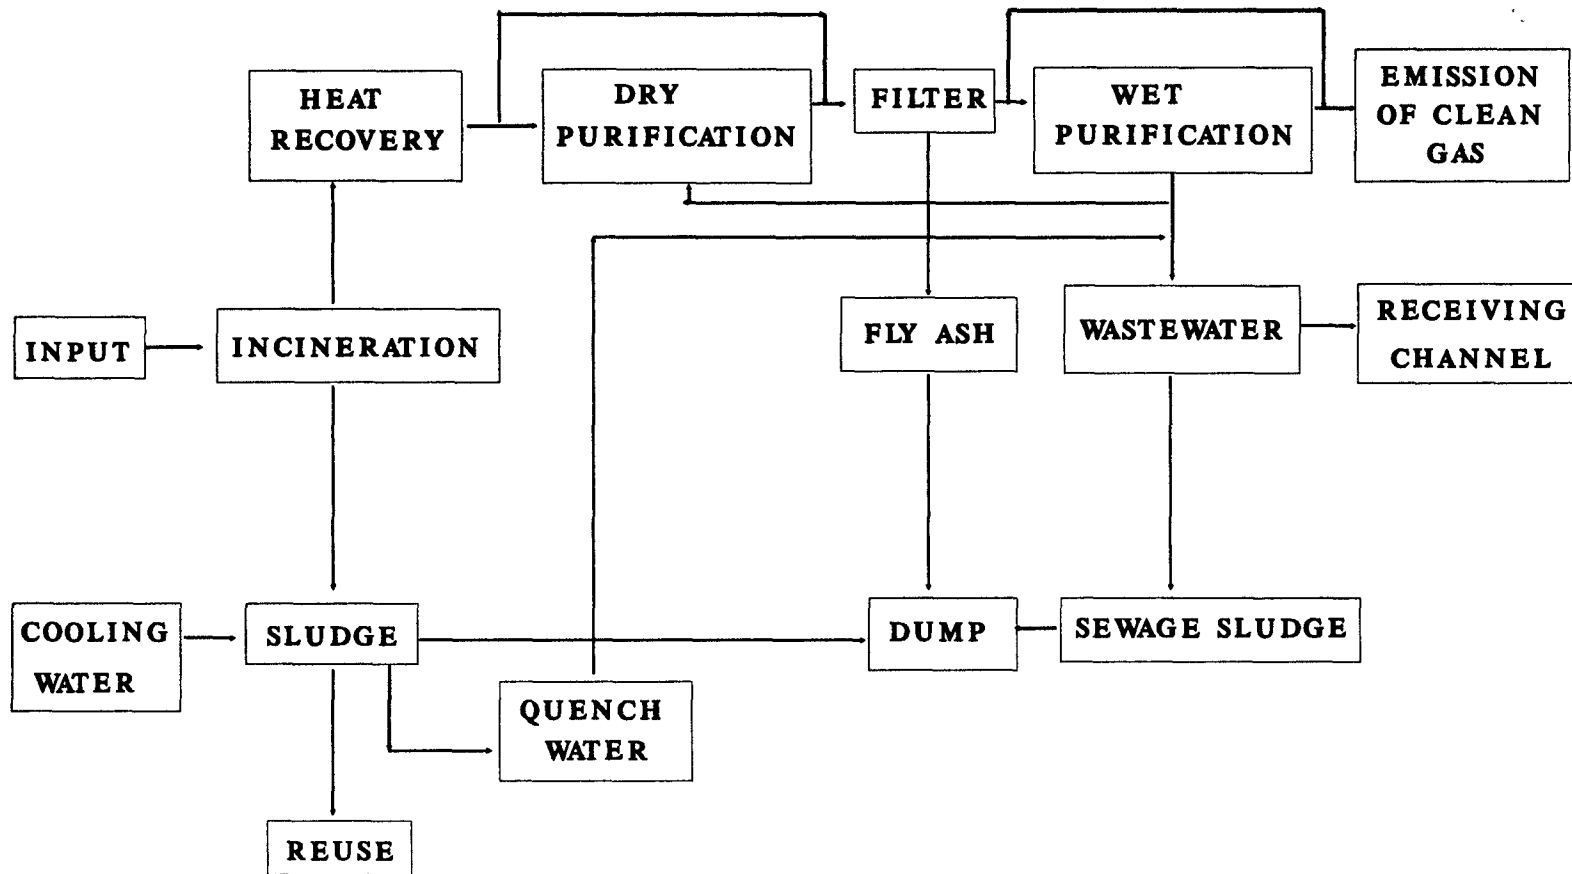 HEAT
RECOVERY
DRY
PURIFICATION
FILTER
WET
PURIFICATION
EMISSION
OF CLEAN
GAS
INPUT
INCINERATION
FLY ASH
WASTEWATER
RECEIVING
CHANNEL
COOLING
WATER
SLUDGE
DUMP
SEWAGE SLUDGE
QUENCH
WATER
REUSE